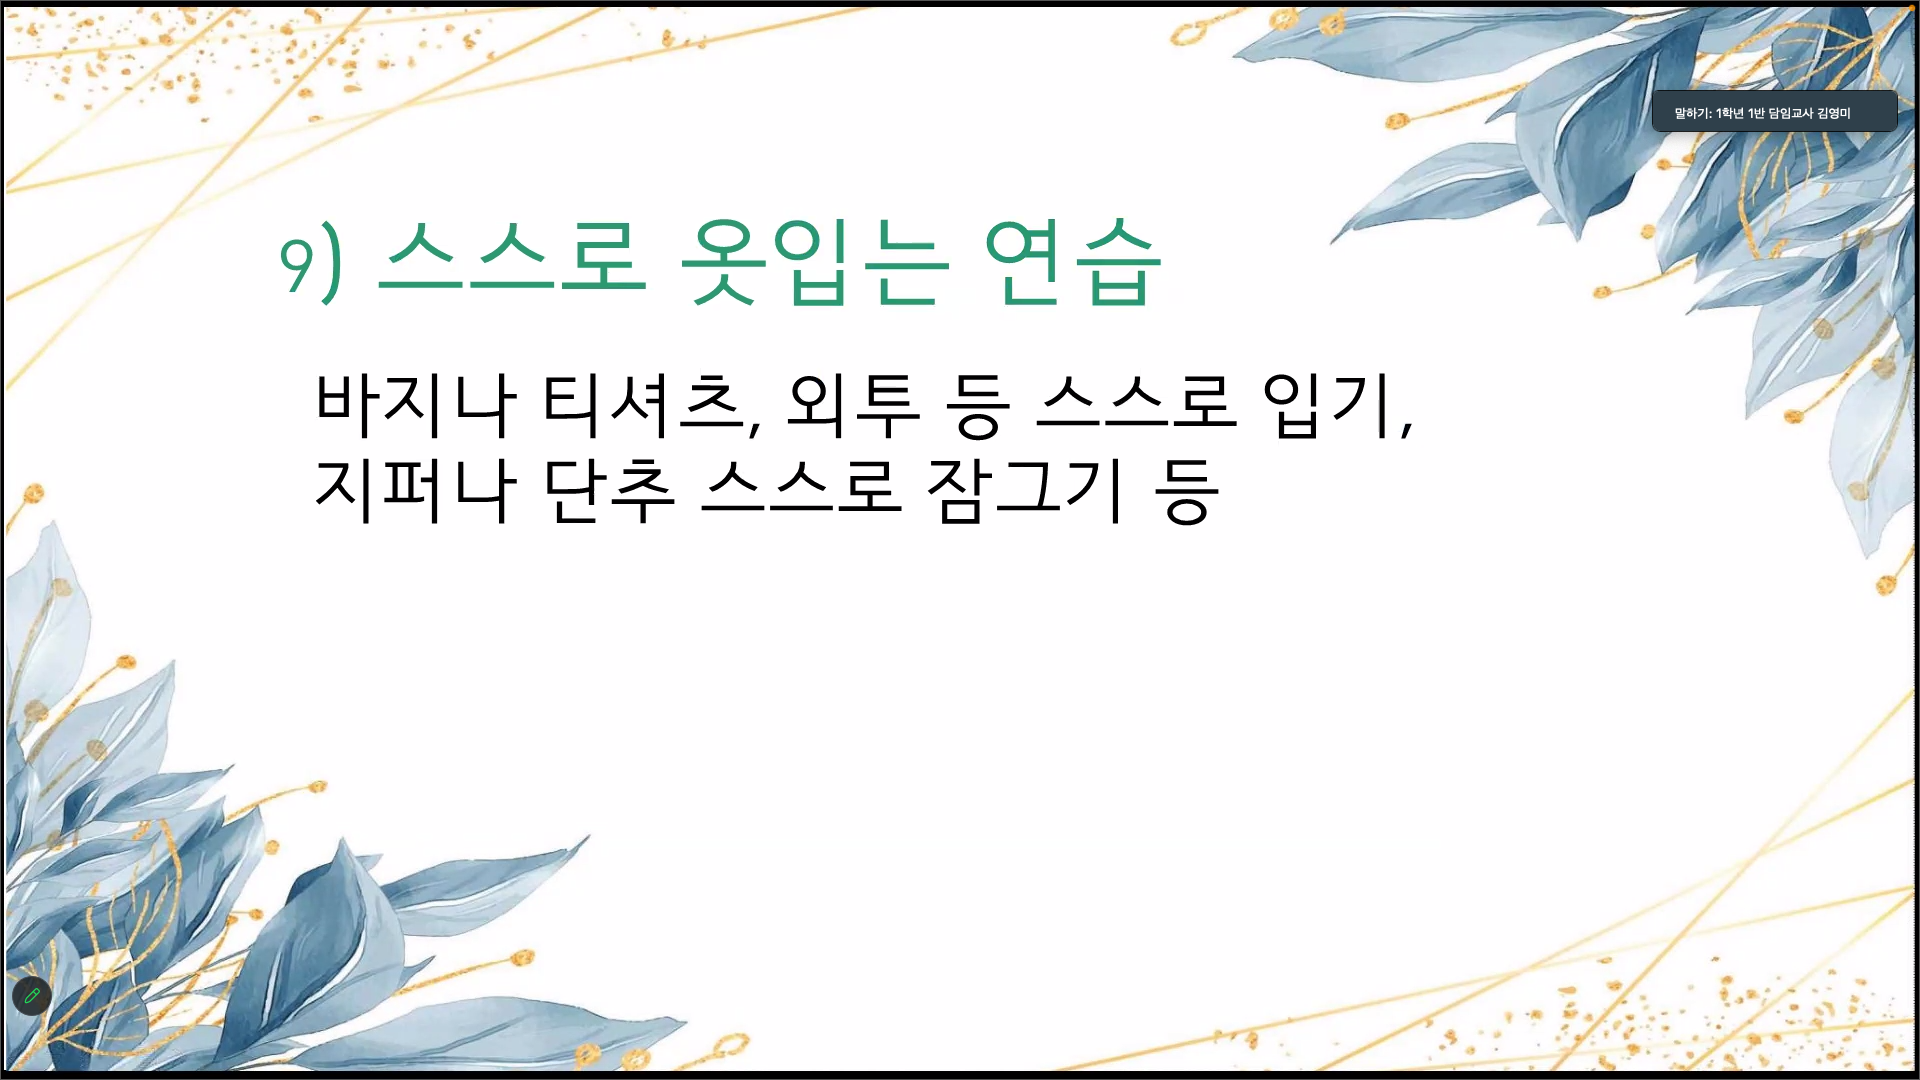 말하기: 1학년 1반 담임교사 김영미
9) 스스로 옷입는 연습
바지나 티셔츠, 외투 등 스스로 입기,
지퍼나 단추 스스로 잠그기 등